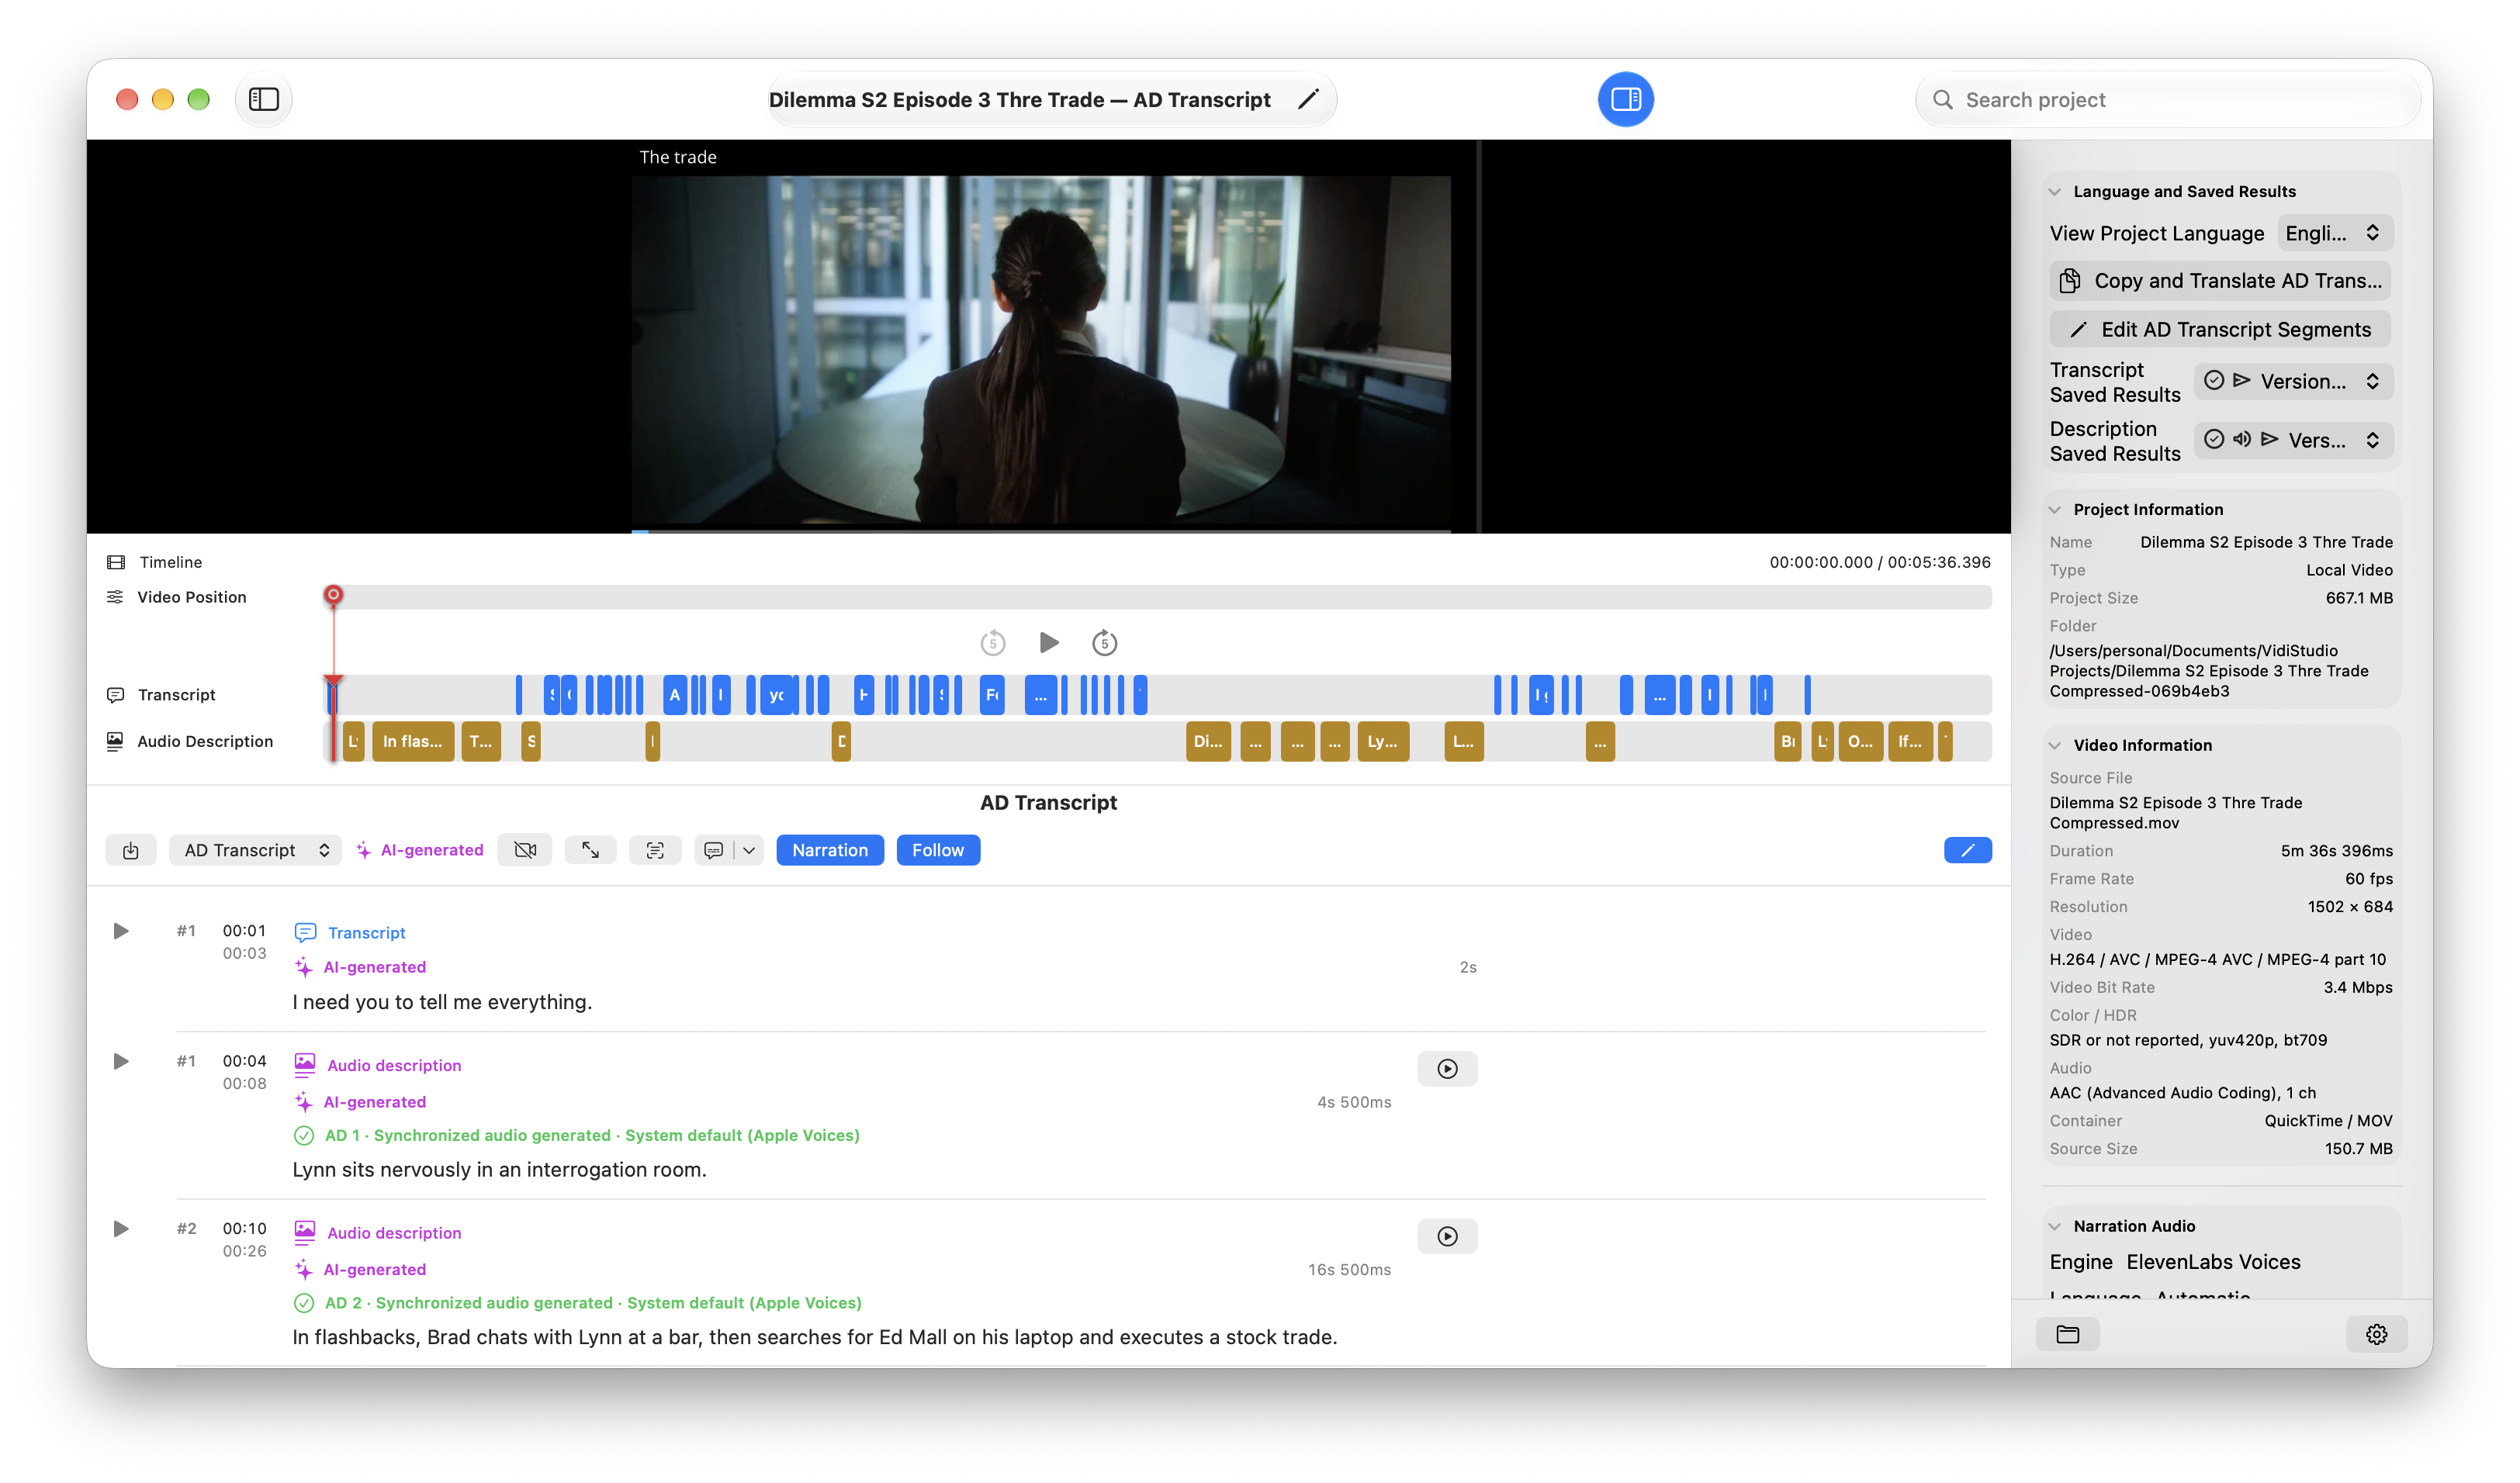 Dilemma S2 Episode 3 Thre Trade — AD Transcript
Search project
The trade
Timeline
00:00:00.000 / 00:05:36.396
Video Position
5
5
Transcript
A
I
yc
...
I
...
I
Audio Description
In flas...
T...
S
Di...
...
...
...
Ly...
L...
...
O...
If...
AD Transcript
AD Transcript
AI-generated
Narration
Follow
#1
00:01
00:03
Transcript
AI-generated
2s
I need you to tell me everything.
#1
00:04
00:08
Audio description
AI-generated
4s 500ms
AD 1 · Synchronized audio generated · System default (Apple Voices)
Lynn sits nervously in an interrogation room.
#2
00:10
00:26
Audio description
AI-generated
16s 500ms
AD 2 · Synchronized audio generated · System default (Apple Voices)
In flashbacks, Brad chats with Lynn at a bar, then searches for Ed Mall on his laptop and executes a stock trade.
Language and Saved Results
View Project Language Engli...
Copy and Translate AD Trans...
Edit AD Transcript Segments
Transcript
Saved Results
Version...
Description
Saved Results
Vers...
Project Information
Name Dilemma S2 Episode 3 Thre Trade
Type Local Video
Project Size 667.1 MB
Folder
/Users/personal/Documents/VidiStudio
Projects/Dilemma S2 Episode 3 Thre Trade
Compressed-069b4eb3
Video Information
Source File
Dilemma S2 Episode 3 Thre Trade
Compressed.mov
Duration 5m 36s 396ms
Frame Rate 60 fps
Resolution 1502 × 684
Video
H.264 / AVC / MPEG-4 AVC / MPEG-4 part 10
Video Bit Rate 3.4 Mbps
Color / HDR
SDR or not reported, yuv420p, bt709
Audio
AAC (Advanced Audio Coding), 1 ch
Container QuickTime / MOV
Source Size 150.7 MB
Narration Audio
Engine ElevenLabs Voices
Language Automatic